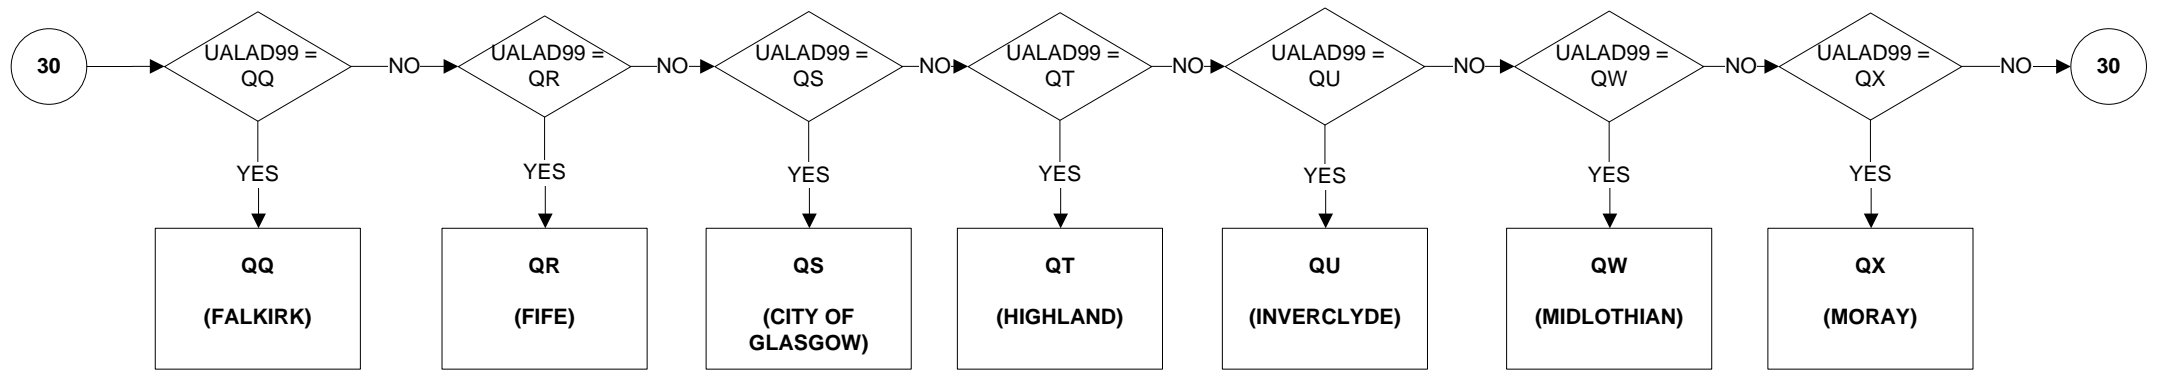 30
UALAD99 =
QQ
NO
UALAD99 =
QR
NO
UALAD99 =
QS
NO
UALAD99 =
QT
NO
UALAD99 =
QU
NO
UALAD99 =
QW
NO
UALAD99 =
QX
NO
30
YES
YES
YES
YES
YES
YES
YES
QQ
(FALKIRK)
QR
(FIFE)
QS
(CITY OF
GLASGOW)
QT
(HIGHLAND)
QU
(INVERCLYDE)
QW
(MIDLOTHIAN)
QX
(MORAY)